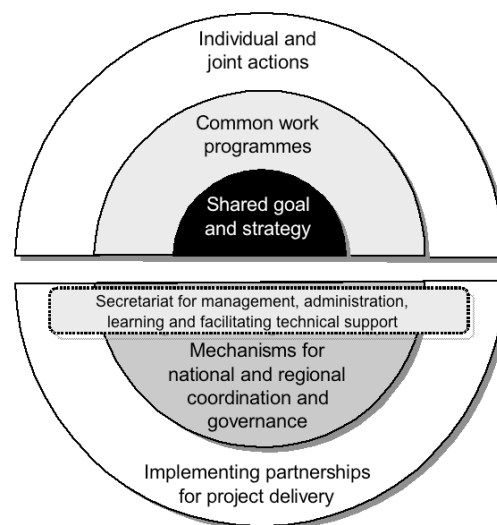 Individual and
joint actions
Common work
programmes
Shared goal
and strategy
Secretariat for management, administration,
learning and facilitating technical support
Mechanisms for
national and regional
coordination and
governance
Implementing partnerships
for project delivery